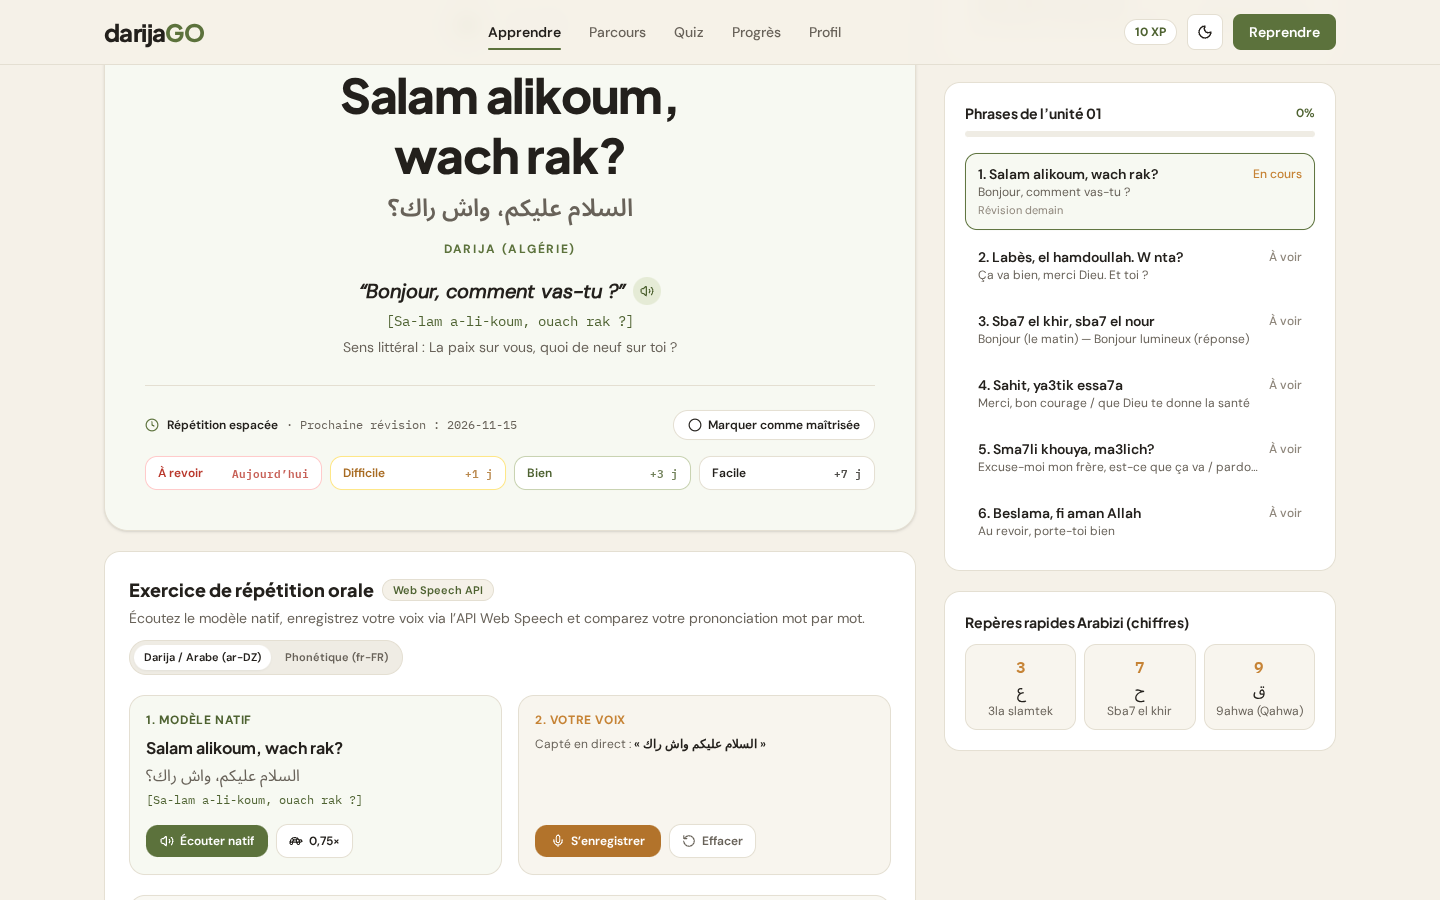 darijaGO
Apprendre
Parcours
Quiz
Progrès
Profil
10 XP
Reprendre
Salam alikoum,
wach rak?
السلام عليكم، واش راك؟
DARIJA (ALGÉRIE)
“Bonjour, comment vas-tu ?”
[Sa-lam a-li-koum, ouach rak ?]
Sens littéral : La paix sur vous, quoi de neuf sur toi ?
Répétition espacée · Prochaine révision : 2026-11-15
Marquer comme maîtrisée
À revoir Aujourd’hui
Difficile +1 j
Bien +3 j
Facile +7 j
Exercice de répétition orale
Web Speech API
Écoutez le modèle natif, enregistrez votre voix via l’API Web Speech et comparez votre prononciation mot par mot.
Darija / Arabe (ar-DZ)
Phonétique (fr-FR)
1. MODÈLE NATIF
Salam alikoum, wach rak?
السلام عليكم، واش راك؟
[Sa-lam a-li-koum, ouach rak ?]
Écouter natif
0,75×
2. VOTRE VOIX
Capté en direct : « السلام عليكم واش راك »
S’enregistrer
Effacer
Phrases de l’unité 01
0%
1. Salam alikoum, wach rak?
En cours
Bonjour, comment vas-tu ?
Révision demain
2. Labès, el hamdoullah. W nta?
À voir
Ça va bien, merci Dieu. Et toi ?
3. Sba7 el khir, sba7 el nour
À voir
Bonjour (le matin) — Bonjour lumineux (réponse)
4. Sahit, ya3tik essa7a
À voir
Merci, bon courage / que Dieu te donne la santé
5. Sma7li khouya, ma3lich?
À voir
Excuse-moi mon frère, est-ce que ça va / pardo…
6. Beslama, fi aman Allah
À voir
Au revoir, porte-toi bien
Repères rapides Arabizi (chiffres)
3
ع
3la slamtek
7
ح
Sba7 el khir
9
ق
9ahwa (Qahwa)